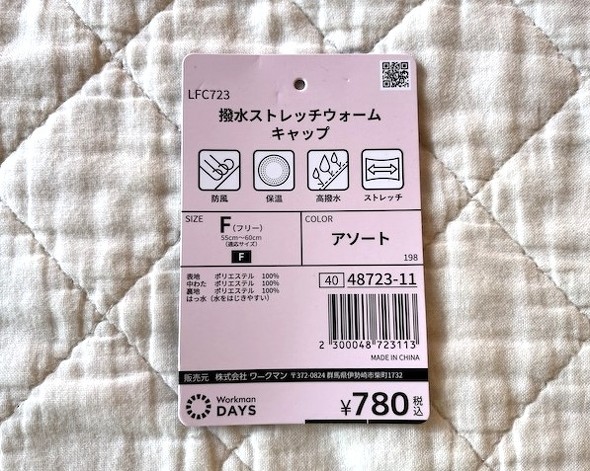 LFC723
撥水ストレッチウォーム
キャップ
防風 保温 高撥水 ストレッチ
SIZE
F(フリー)
55cm~60cm
(適応サイズ)
F
COLOR
アソート
198
表地 ポリエステル 100%
中わた ポリエステル 100%
裏地 ポリエステル 100%
はっ水(水をはじきやすい)
40 48723-11
2 300048 723113
MADE IN CHINA
販売元 株式会社 ワークマン 〒372-0824 群馬県伊勢崎市柴町1732
Workman
DAYS
¥780税込